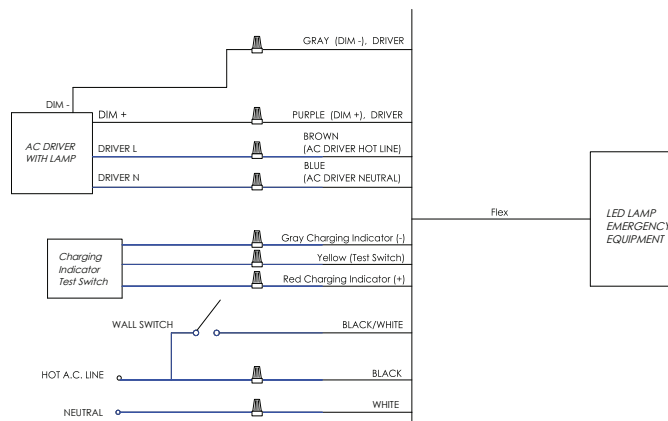 GRAY (DIM -), DRIVER
DIM -
DIM +
PURPLE (DIM +), DRIVER
AC DRIVER
WITH LAMP
DRIVER L
BROWN
(AC DRIVER HOT LINE)
DRIVER N
BLUE
(AC DRIVER NEUTRAL)
Flex
LED LAMP
EMERGENCY
EQUIPMENT
Charging
Indicator
Test Switch
Gray Charging Indicator (-)
Yellow (Test Switch)
Red Charging Indicator (+)
WALL SWITCH
BLACK/WHITE
HOT A.C. LINE
BLACK
NEUTRAL
WHITE